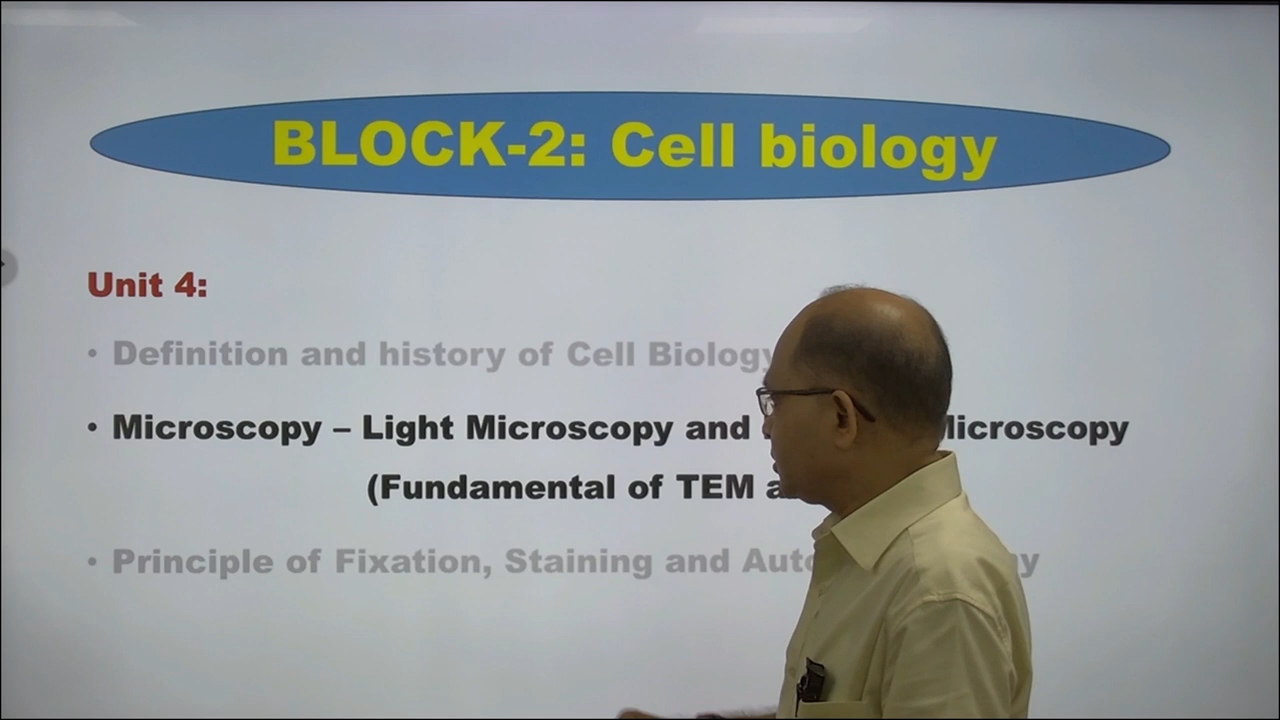 BLOCK-2: Cell biology
Unit 4:
• Definition and history of Cell Biology
• Microscopy – Light Microscopy and Microscopy
(Fundamental of TEM
• Principle of Fixation, Staining and